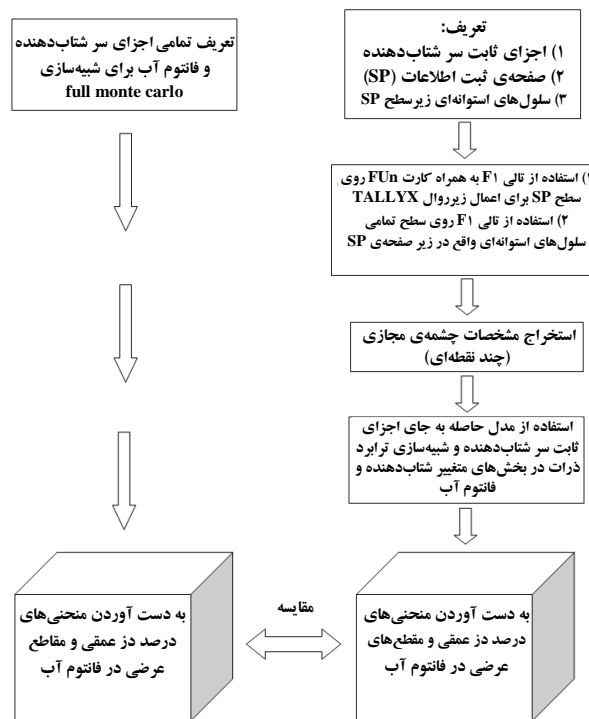 تعریف:
۱) اجزای ثابت سر شتاب‌دهنده
۲) صفحه‌ی ثبت اطلاعات (SP)
۳) سلول‌های استوانه‌ای زیرسطح SP
۱) استفاده از تالی F۱ به همراه کارت FUn روی
سطح SP برای اعمال زیرروال TALLYX
۲) استفاده از تالی F۱ روی سطح تمامی
سلول‌های استوانه‌ای واقع در زیر صفحه‌ی SP
استخراج مشخصات چشمه‌ی مجازی
(چند نقطه‌ای)
استفاده از مدل حاصله به جای اجزای
ثابت سر شتاب‌دهنده و شبیه‌سازی ترابرد
ذرات در بخش‌های متغییر شتاب‌دهنده و
فانتوم آب
به دست آوردن منحنی‌های
درصد دز عمقی و مقطع‌های
عرضی در فانتوم آب
مقایسه
تعریف تمامی اجزای سر شتاب‌دهنده
و فانتوم آب برای شبیه‌سازی
full monte carlo
به دست آوردن منحنی‌های
درصد دز عمقی و مقاطع
عرضی در فانتوم آب